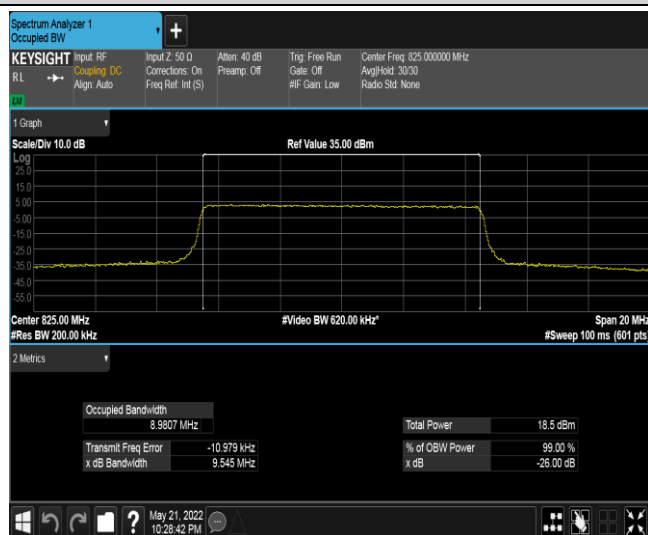 Spectrum Analyzer 1
Occupied BW
KEYSIGHT
RL
LXI
Input: RF
Coupling: DC
Align: Auto
Input Z: 50 Ω
Corrections: On
Freq Ref: Int (S)
Atten: 40 dB
Preamp: Off
Trig: Free Run
Gate: Off
#IF Gain: Low
Center Freq: 825.000000 MHz
Avg|Hold: 30/30
Radio Std: None
1 Graph
Scale/Div 10.0 dB
Ref Value 35.00 dBm
Log
25.0
15.0
5.00
-5.00
-15.0
-25.0
-35.0
-45.0
-55.0
Center 825.00 MHz
#Video BW 620.00 kHz*
Span 20 MHz
#Res BW 200.00 kHz
#Sweep 100 ms (601 pts)
2 Metrics
Occupied Bandwidth
8.9807 MHz
Total Power 18.5 dBm
Transmit Freq Error -10.979 kHz
% of OBW Power 99.00 %
x dB Bandwidth 9.545 MHz
x dB -26.00 dB
?
May 21, 2022
10:28:42 PM